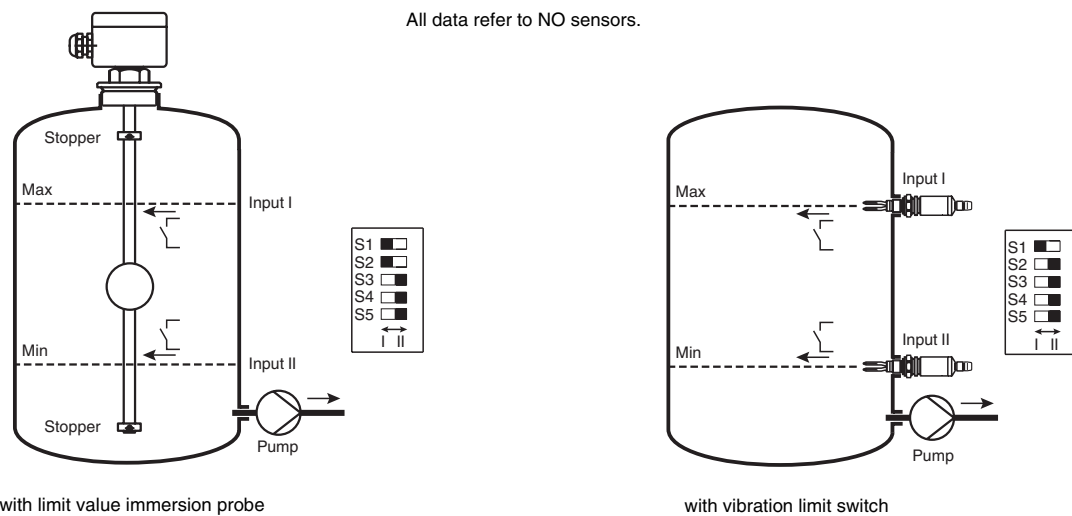 All data refer to NO sensors.
Stopper
Max
Input I
Min
Input II
Stopper
Pump
S1
S2
S3
S4
S5
I II
with limit value immersion probe
Max
Input I
Min
Input II
Pump
S1
S2
S3
S4
S5
I II
with vibration limit switch